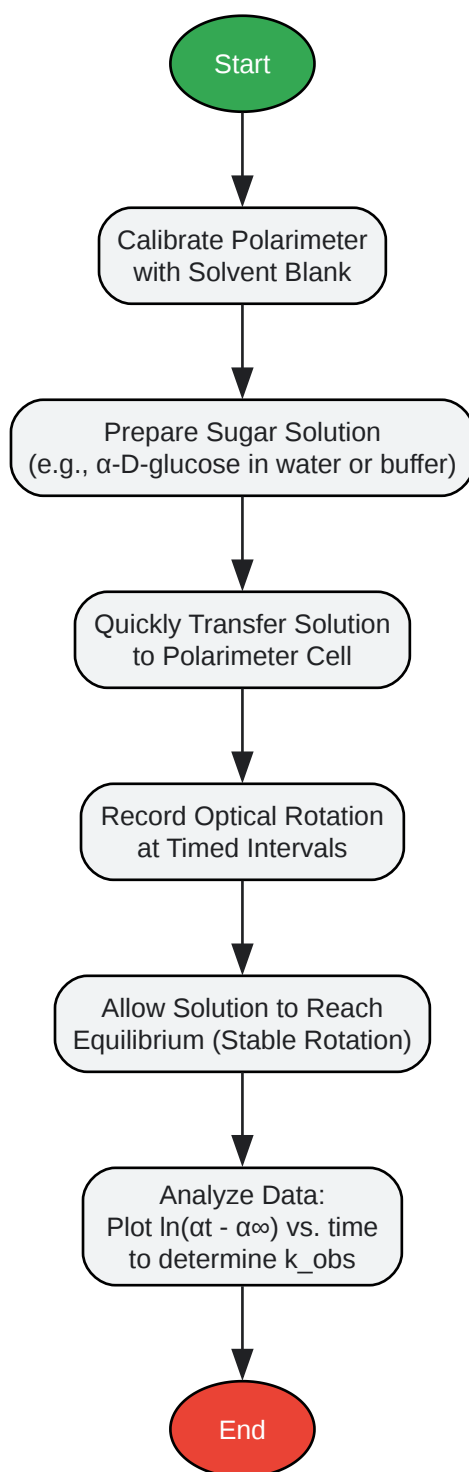 Start
Calibrate Polarimeter
with Solvent Blank
Prepare Sugar Solution
(e.g., α-D-glucose in water or buffer)
Quickly Transfer Solution
to Polarimeter Cell
Record Optical Rotation
at Timed Intervals
Allow Solution to Reach
Equilibrium (Stable Rotation)
Analyze Data:
Plot ln(αt - α∞) vs. time
to determine k_obs
End